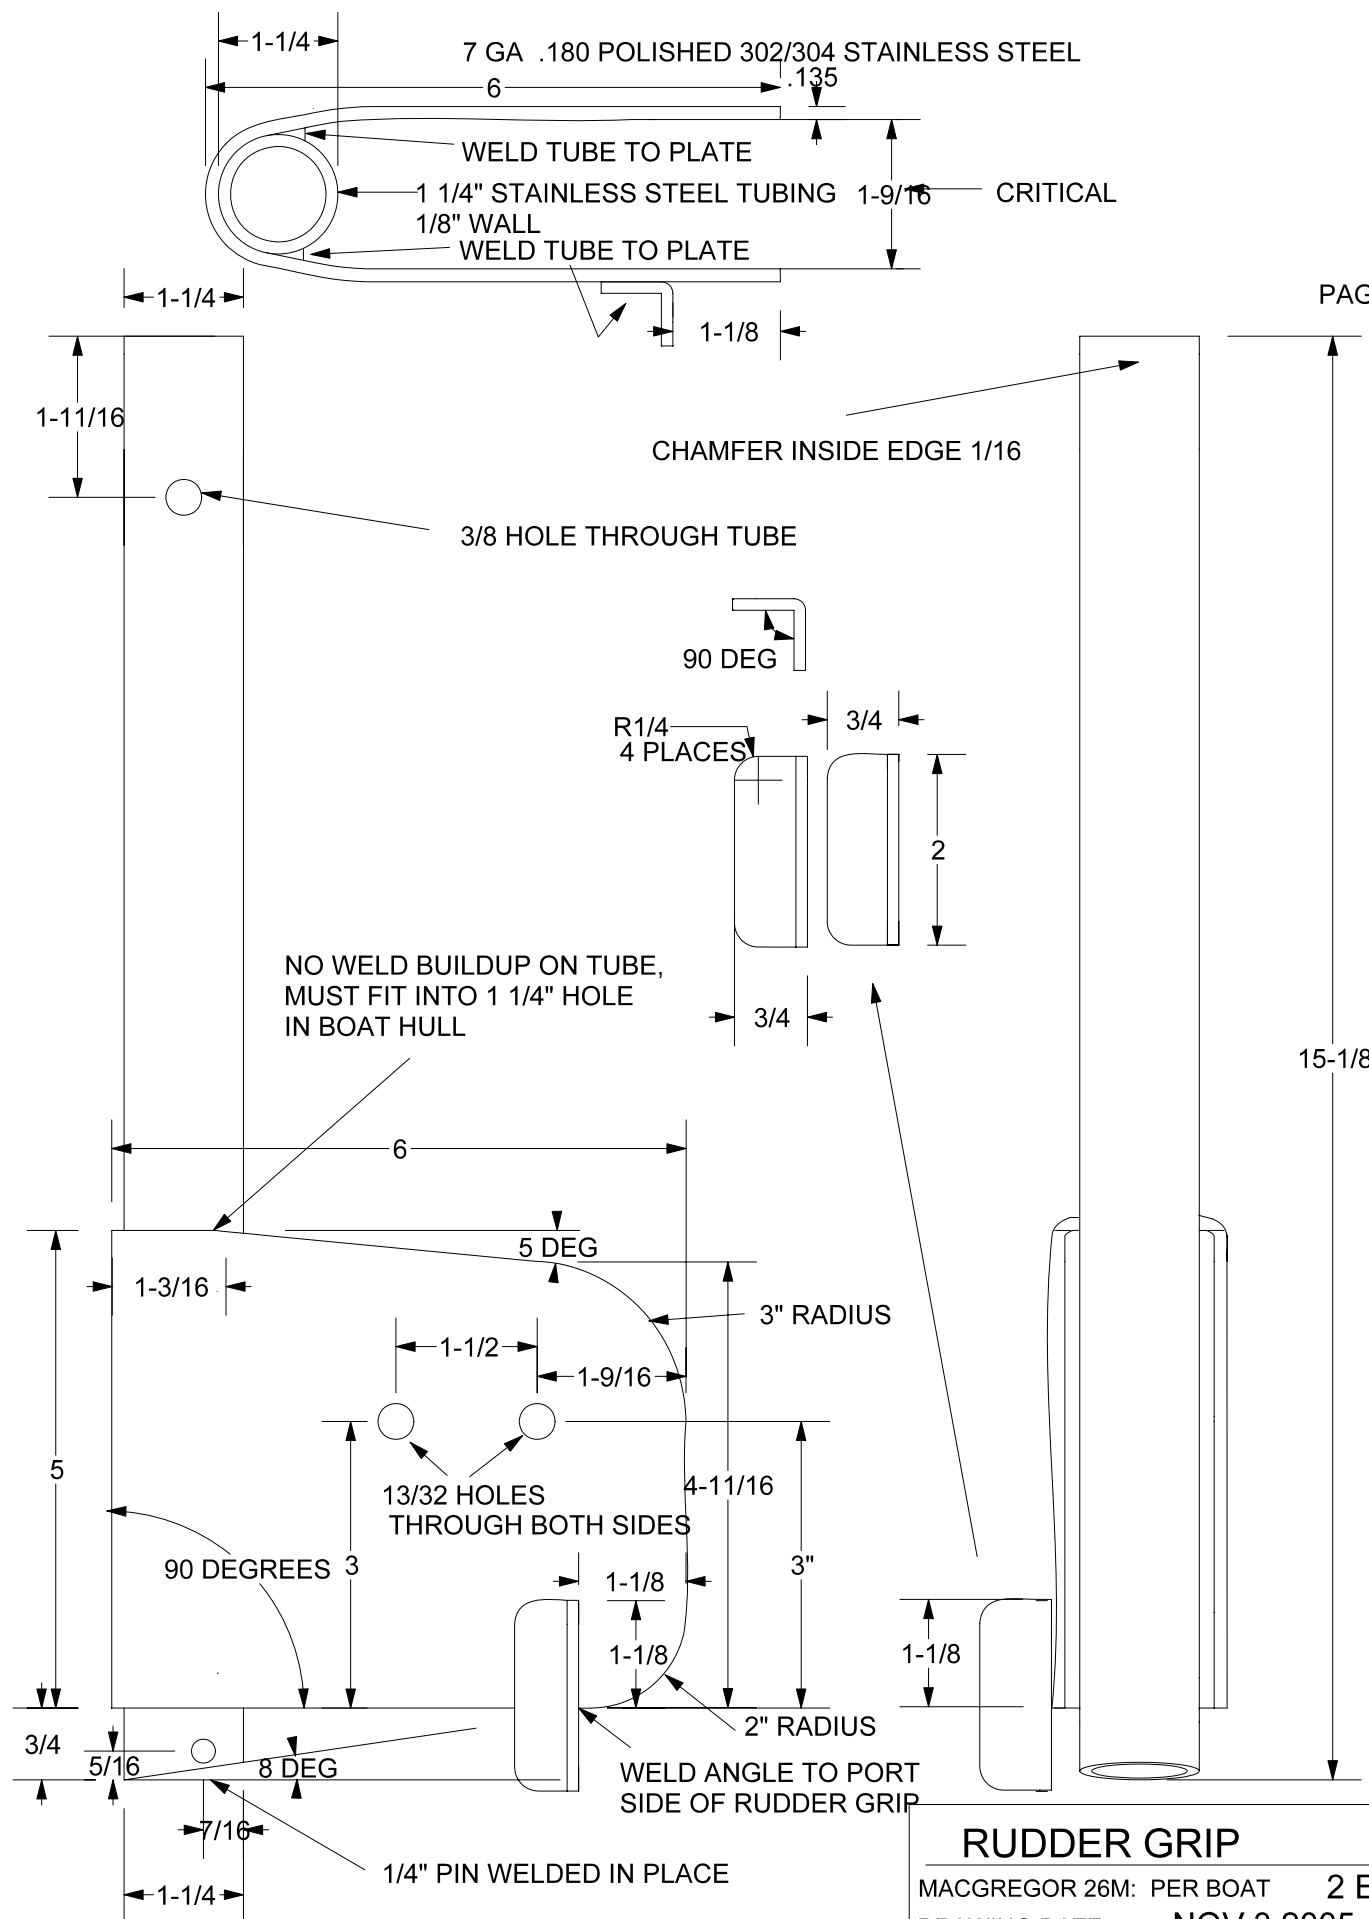 1-1/4
7 GA .180 POLISHED 302/304 STAINLESS STEEL
.135
6
WELD TUBE TO PLATE
1 1/4" STAINLESS STEEL TUBING
1-9/16
CRITICAL
1/8" WALL
WELD TUBE TO PLATE
1-1/4
PAG
1-1/8
1-11/16
CHAMFER INSIDE EDGE 1/16
3/8 HOLE THROUGH TUBE
90 DEG
R1/4
4 PLACES
3/4
2
NO WELD BUILDUP ON TUBE,
MUST FIT INTO 1 1/4" HOLE
IN BOAT HULL
3/4
15-1/8
6
5 DEG
1-3/16
3" RADIUS
1-1/2
1-9/16
5
4-11/16
13/32 HOLES
THROUGH BOTH SIDES
90 DEGREES
3
3"
1-1/8
1-1/8
1-1/8
2" RADIUS
3/4
5/16
8 DEG
WELD ANGLE TO PORT
SIDE OF RUDDER GRIP
7/16
1/4" PIN WELDED IN PLACE
1-1/4
RUDDER GRIP
MACGREGOR 26M: PER BOAT 2 E